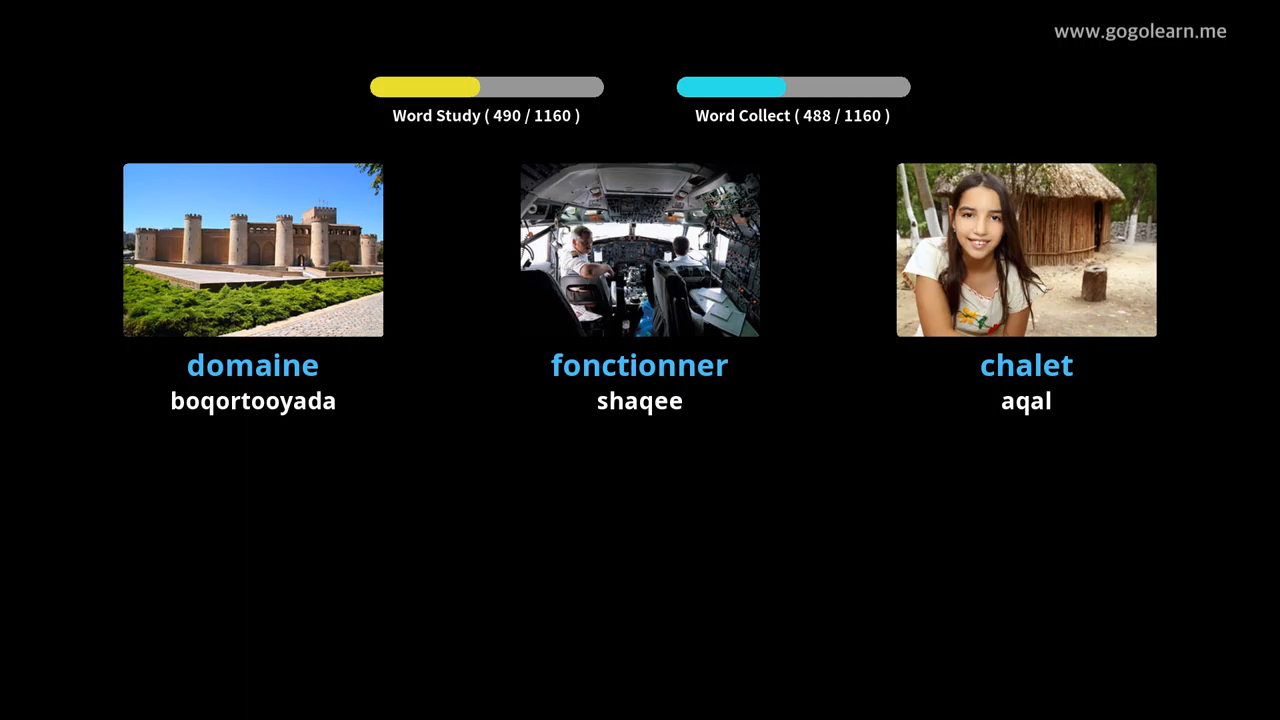 www.gogolearn.me
Word Study ( 490 / 1160 )
Word Collect ( 488 / 1160 )
domaine
boqortooyada
fonctionner
shaqee
chalet
aqal